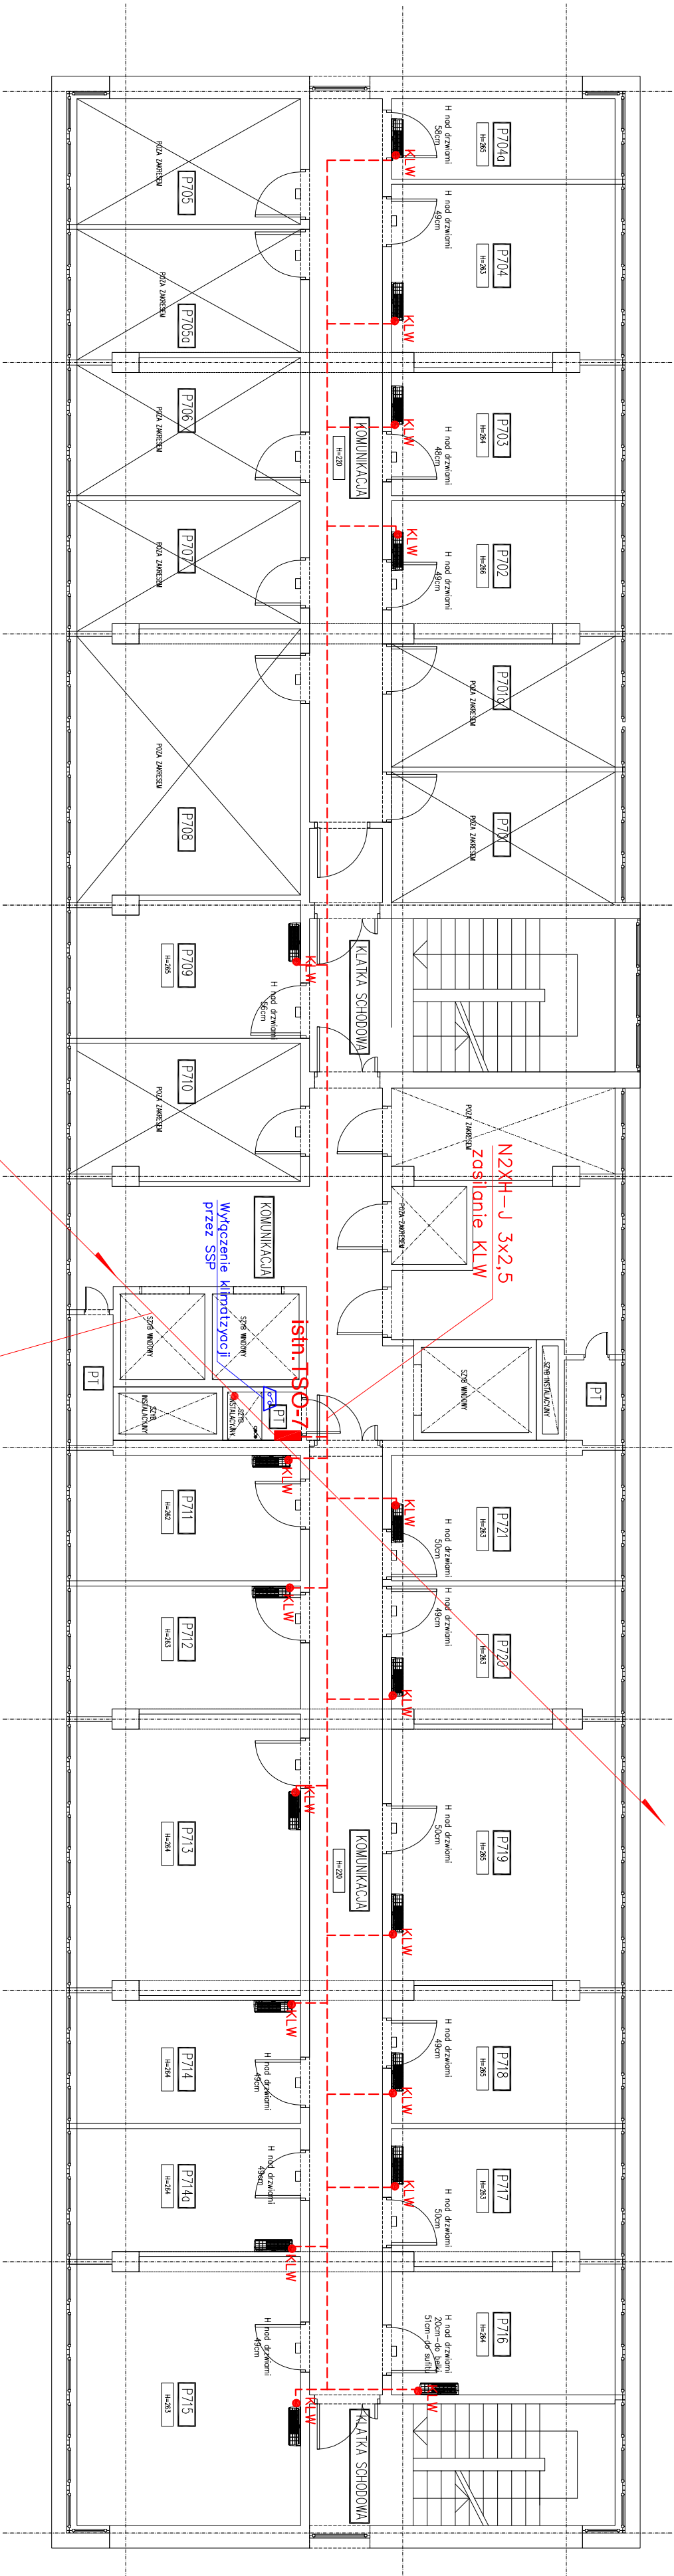 P704a
H=265
H nad drzwiami
58cm
KLW
P704
H=263
H nad drzwiami
49cm
KLW
P703
H=264
H nad drzwiami
48cm
KLW
P702
H=266
H nad drzwiami
49cm
KLW
P701a
POZA ZAKRESEM
P701
POZA ZAKRESEM
P705
POZA ZAKRESEM
P705a
POZA ZAKRESEM
P706
POZA ZAKRESEM
P707
POZA ZAKRESEM
P708
POZA ZAKRESEM
KOMUNIKACJA
H=220
KLATKA SCHODOWA
P709
H=265
H nad drzwiami
56cm
KLW
P710
POZA ZAKRESEM
POZA ZAKRESEM
POZA ZAKRESEM
N2XH-J 3x2,5
zasilanie KLW
KOMUNIKACJA
Wyłączenie klimatzyacji
przez SSP
istn. TSO-7
SZYB WINDOWY
SZYB WINDOWY
SZYB WINDOWY
SZYB INSTALACYJNY
SZYB
INSTALACYJNY
SZYB
INSTALACYJNY
PT
PT
PT
P711
H=262
KLW
P712
H=263
KLW
P713
H=264
KLW
P714
H=264
H nad drzwiami
49cm
KLW
P714a
H=264
H nad drzwiami
49cm
KLW
P715
H=263
H nad drzwiami
49cm
KLW
P721
H=263
H nad drzwiami
50cm
KLW
P720
H=263
H nad drzwiami
49cm
KLW
P719
H=265
H nad drzwiami
50cm
KLW
KOMUNIKACJA
H=220
P718
H=265
H nad drzwiami
49cm
KLW
P717
H=263
H nad drzwiami
50cm
KLW
P716
H=264
H nad drzwiami
20cm-do belki
51cm-do sufitu
KLW
KLATKA SCHODOWA